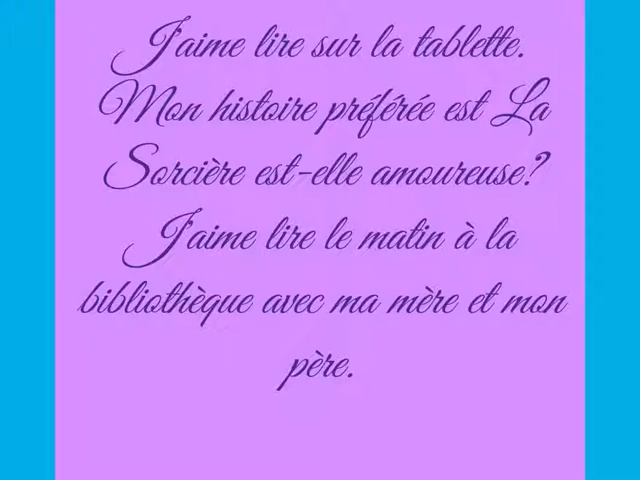 J'aime lire sur la tablette.
Mon histoire préférée est La
Sorcière est-elle amoureuse?
J'aime lire le matin à la
bibliothèque avec ma mère et mon
père.